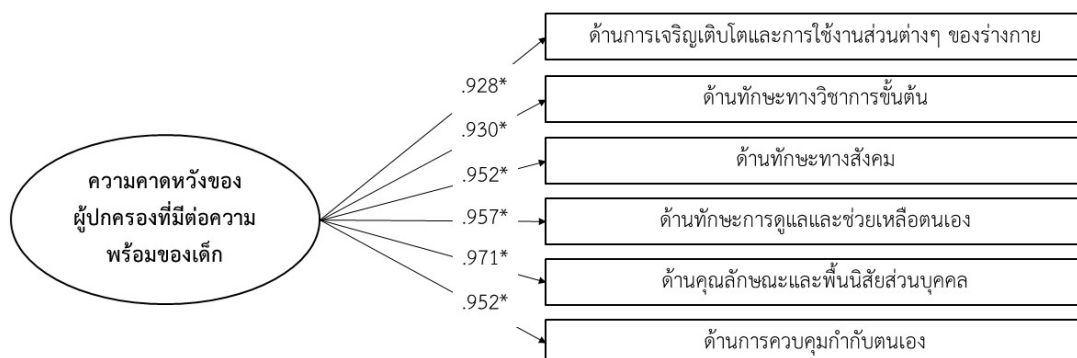 ด้านการเจริญเติบโตและการใช้งานส่วนต่างๆ ของร่างกาย
.928*
ด้านทักษะทางวิชาการขั้นต้น
.930*
ด้านทักษะทางสังคม
.952*
ความคาดหวังของ
ผู้ปกครองที่มีต่อความ
พร้อมของเด็ก
.957*
ด้านทักษะการดูแลและช่วยเหลือตนเอง
.971*
ด้านคุณลักษณะและพื้นนิสัยส่วนบุคคล
.952*
ด้านการควบคุมกำกับตนเอง